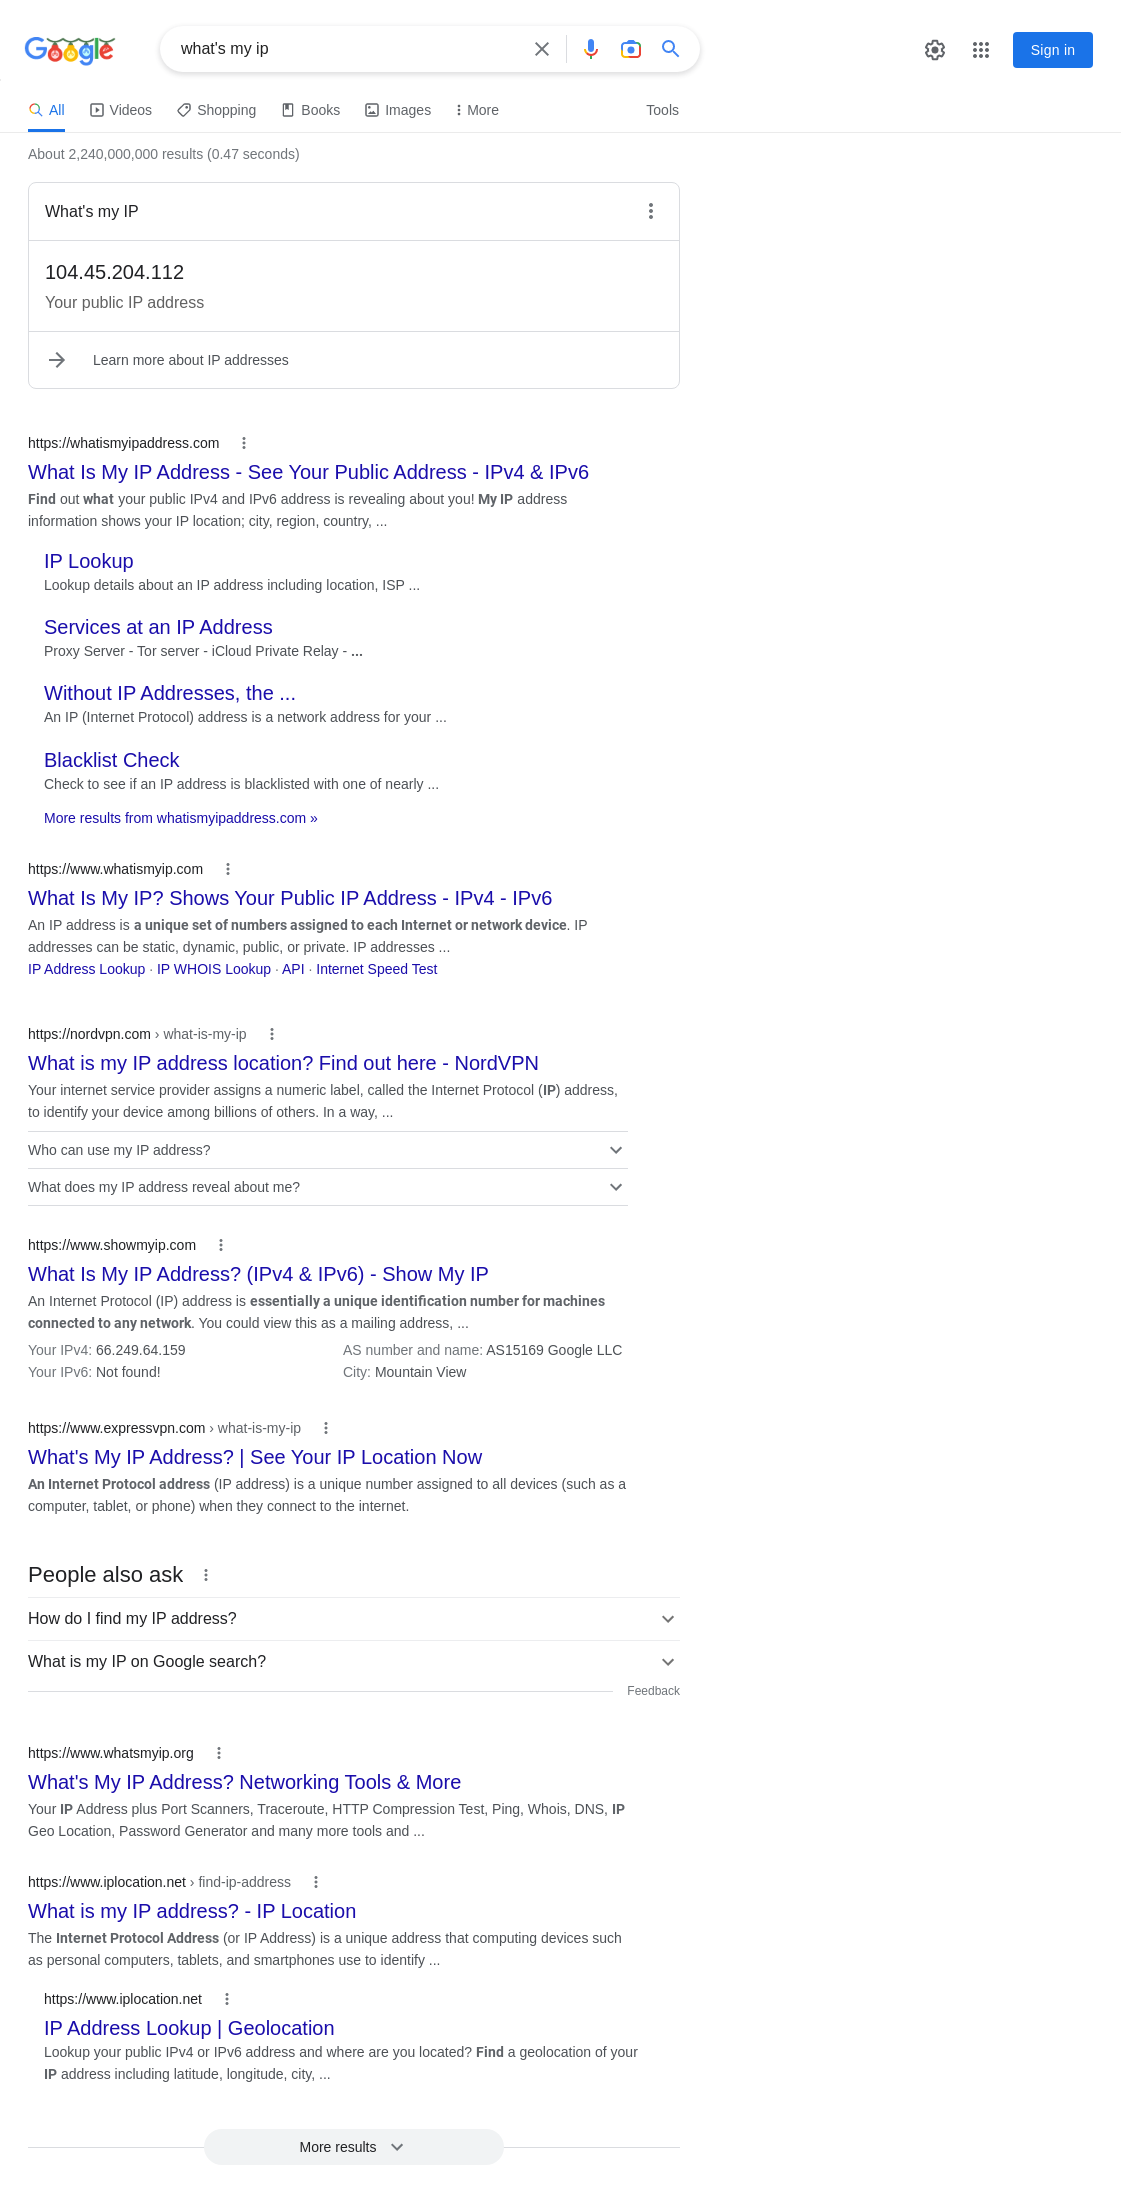 Google
what's my ip
Sign in
All
Videos
Shopping
Books
Images
More
Tools
About 2,240,000,000 results (0.47 seconds)
What's my IP
104.45.204.112
Your public IP address
Learn more about IP addresses
https://whatismyipaddress.com
What Is My IP Address - See Your Public Address - IPv4 & IPv6
Find out what your public IPv4 and IPv6 address is revealing about you! My IP address
information shows your IP location; city, region, country, ...
IP Lookup
Lookup details about an IP address including location, ISP ...
Services at an IP Address
Proxy Server - Tor server - iCloud Private Relay - ...
Without IP Addresses, the ...
An IP (Internet Protocol) address is a network address for your ...
Blacklist Check
Check to see if an IP address is blacklisted with one of nearly ...
More results from whatismyipaddress.com »
https://www.whatismyip.com
What Is My IP? Shows Your Public IP Address - IPv4 - IPv6
An IP address is a unique set of numbers assigned to each Internet or network device. IP
addresses can be static, dynamic, public, or private. IP addresses ...
IP Address Lookup · IP WHOIS Lookup · API · Internet Speed Test
https://nordvpn.com › what-is-my-ip
What is my IP address location? Find out here - NordVPN
Your internet service provider assigns a numeric label, called the Internet Protocol (IP) address,
to identify your device among billions of others. In a way, ...
Who can use my IP address?
What does my IP address reveal about me?
https://www.showmyip.com
What Is My IP Address? (IPv4 & IPv6) - Show My IP
An Internet Protocol (IP) address is essentially a unique identification number for machines
connected to any network. You could view this as a mailing address, ...
Your IPv4: 66.249.64.159
AS number and name: AS15169 Google LLC
Your IPv6: Not found!
City: Mountain View
https://www.expressvpn.com › what-is-my-ip
What's My IP Address? | See Your IP Location Now
An Internet Protocol address (IP address) is a unique number assigned to all devices (such as a
computer, tablet, or phone) when they connect to the internet.
People also ask
How do I find my IP address?
What is my IP on Google search?
Feedback
https://www.whatsmyip.org
What's My IP Address? Networking Tools & More
Your IP Address plus Port Scanners, Traceroute, HTTP Compression Test, Ping, Whois, DNS, IP
Geo Location, Password Generator and many more tools and ...
https://www.iplocation.net › find-ip-address
What is my IP address? - IP Location
The Internet Protocol Address (or IP Address) is a unique address that computing devices such
as personal computers, tablets, and smartphones use to identify ...
https://www.iplocation.net
IP Address Lookup | Geolocation
Lookup your public IPv4 or IPv6 address and where are you located? Find a geolocation of your
IP address including latitude, longitude, city, ...
More results